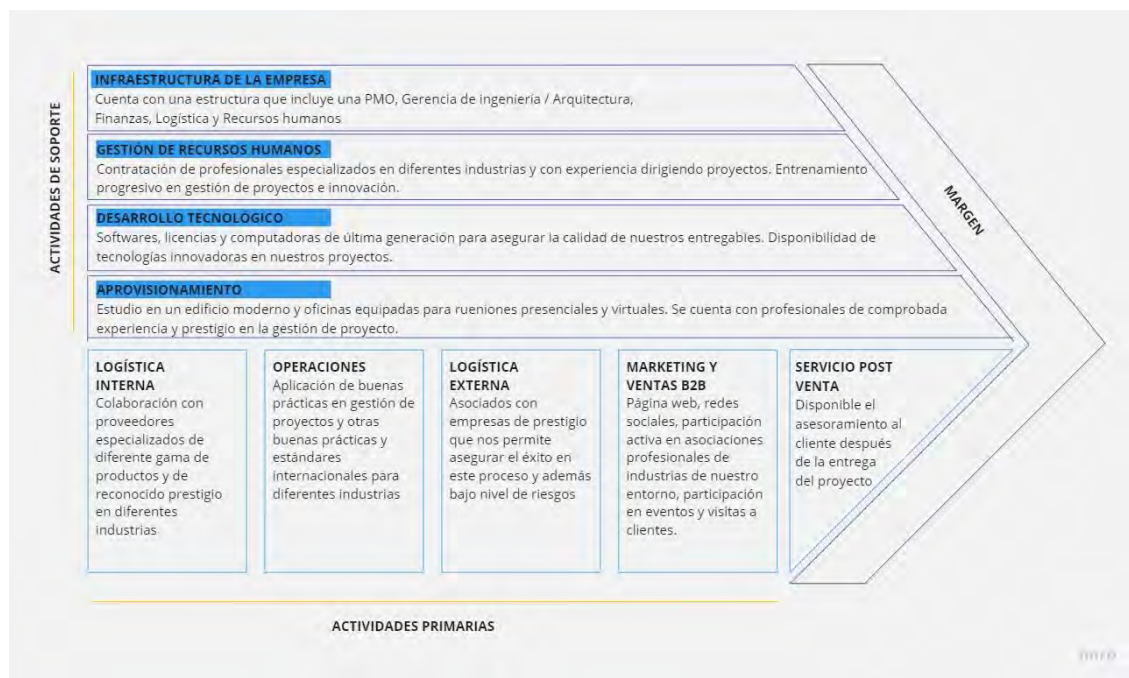 ACTIVIDADES DE SOPORTE
INFRAESTRUCTURA DE LA EMPRESA
Cuenta con una estructura que incluye una PMO, Gerencia de ingeniería / Arquitectura,
Finanzas, Logística y Recursos humanos
GESTIÓN DE RECURSOS HUMANOS
Contratación de profesionales especializados en diferentes industrias y con experiencia dirigiendo proyectos. Entrenamiento
progresivo en gestión de proyectos e innovación.
DESARROLLO TECNOLÓGICO
Softwares, licencias y computadoras de última generación para asegurar la calidad de nuestros entregables. Disponibilidad de
tecnologías innovadoras en nuestros proyectos.
APROVISIONAMIENTO
Estudio en un edificio moderno y oficinas equipadas para rueniones presenciales y virtuales. Se cuenta con profesionales de comprobada
experiencia y prestigio en la gestión de proyecto.
MARGEN
LOGÍSTICA
INTERNA
Colaboración con
proveedores
especializados de
diferente gama de
productos y de
reconocido prestigio
en diferentes
industrias
OPERACIONES
Aplicación de buenas
prácticas en gestión de
proyectos y otras
buenas prácticas y
estándares
internacionales para
diferentes industrias
LOGÍSTICA
EXTERNA
Asociados con
empresas de prestigio
que nos permite
asegurar el éxito en
este proceso y además
bajo nivel de riesgos
MARKETING Y
VENTAS B2B
Página web, redes
sociales, participación
activa en asociaciones
profesionales de
industrias de nuestro
entorno, participación
en eventos y visitas a
clientes.
SERVICIO POST
VENTA
Disponible el
asesoramiento al
cliente después
de la entrega
del proyecto
ACTIVIDADES PRIMARIAS
miro